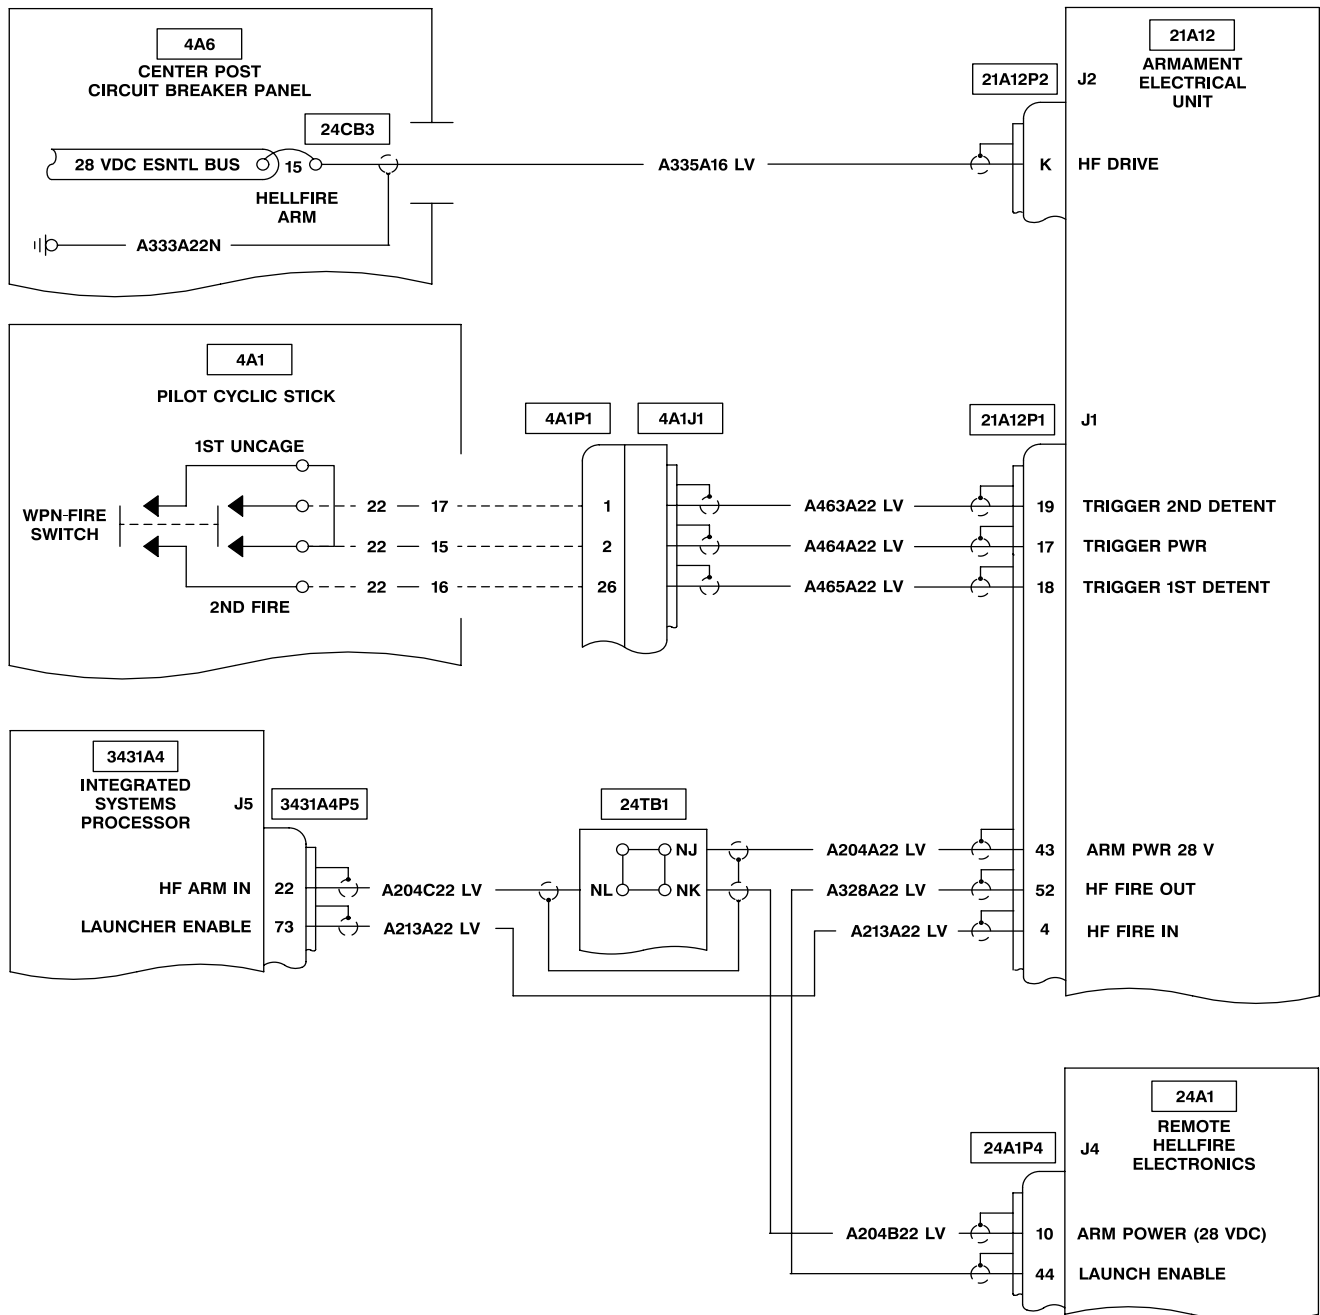 4A6
CENTER POST
CIRCUIT BREAKER PANEL
24CB3
28 VDC ESNTL BUS
15
HELLFIRE
ARM
A333A22N
A335A16 LV
21A12P2
J2
K
HF DRIVE
21A12
ARMAMENT
ELECTRICAL
UNIT
4A1
PILOT CYCLIC STICK
1ST UNCAGE
WPN-FIRE
SWITCH
22 17
22 15
22 16
2ND FIRE
4A1P1
4A1J1
1
2
26
A463A22 LV
A464A22 LV
A465A22 LV
21A12P1
J1
19 TRIGGER 2ND DETENT
17 TRIGGER PWR
18 TRIGGER 1ST DETENT
3431A4
INTEGRATED
SYSTEMS
PROCESSOR
J5
3431A4P5
HF ARM IN 22
LAUNCHER ENABLE 73
A204C22 LV
A213A22 LV
24TB1
NJ
NL
NK
A204A22 LV
A328A22 LV
A213A22 LV
43 ARM PWR 28 V
52 HF FIRE OUT
4 HF FIRE IN
24A1
REMOTE
HELLFIRE
ELECTRONICS
24A1P4
J4
A204B22 LV
10 ARM POWER (28 VDC)
44 LAUNCH ENABLE